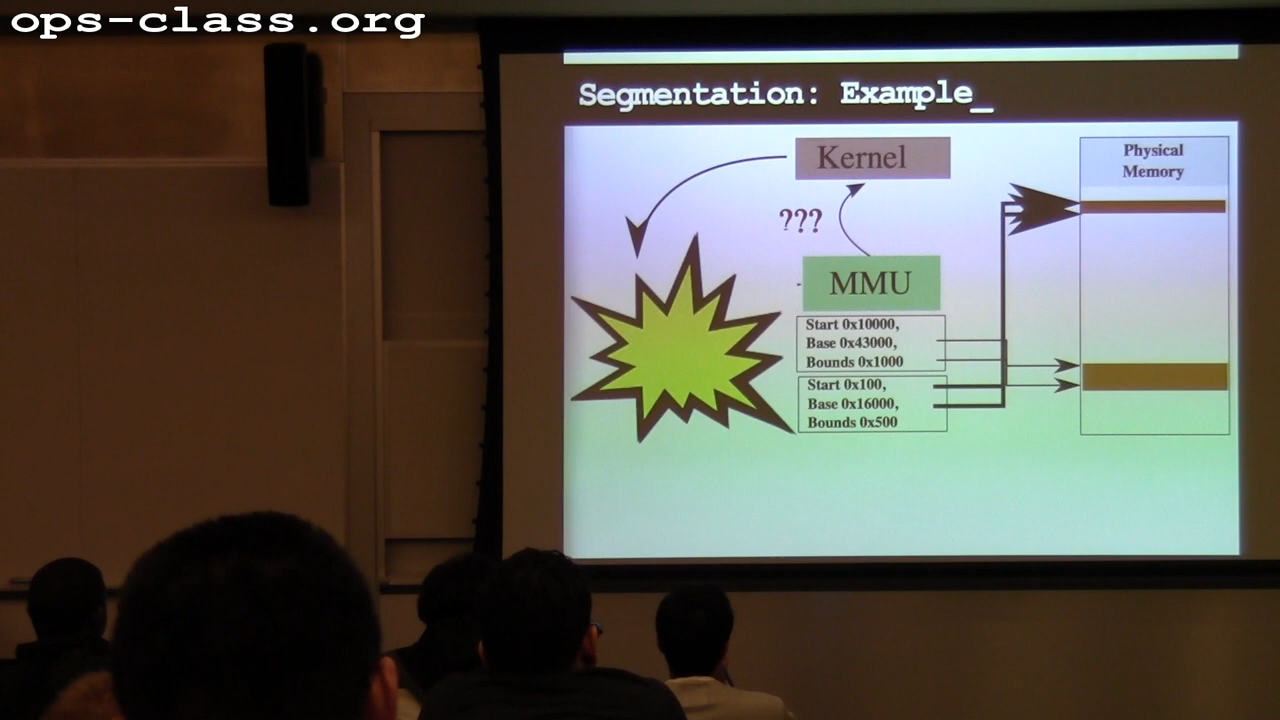 ops-class.org
Segmentation: Example_
Kernel
Physical
Memory
???
MMU
Start 0x10000,
Base 0x43000,
Bounds 0x1000
Start 0x100,
Base 0x16000,
Bounds 0x500